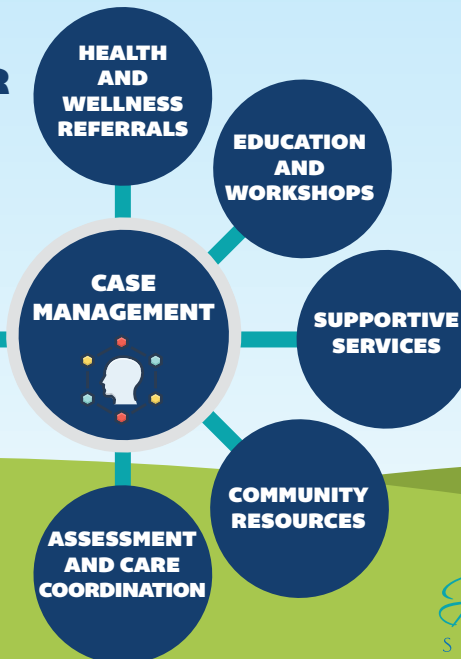 R
HEALTH
AND
WELLNESS
REFERRALS
EDUCATION
AND
WORKSHOPS
CASE
MANAGEMENT
SUPPORTIVE
SERVICES
COMMUNITY
RESOURCES
ASSESSMENT
AND CARE
COORDINATION
S